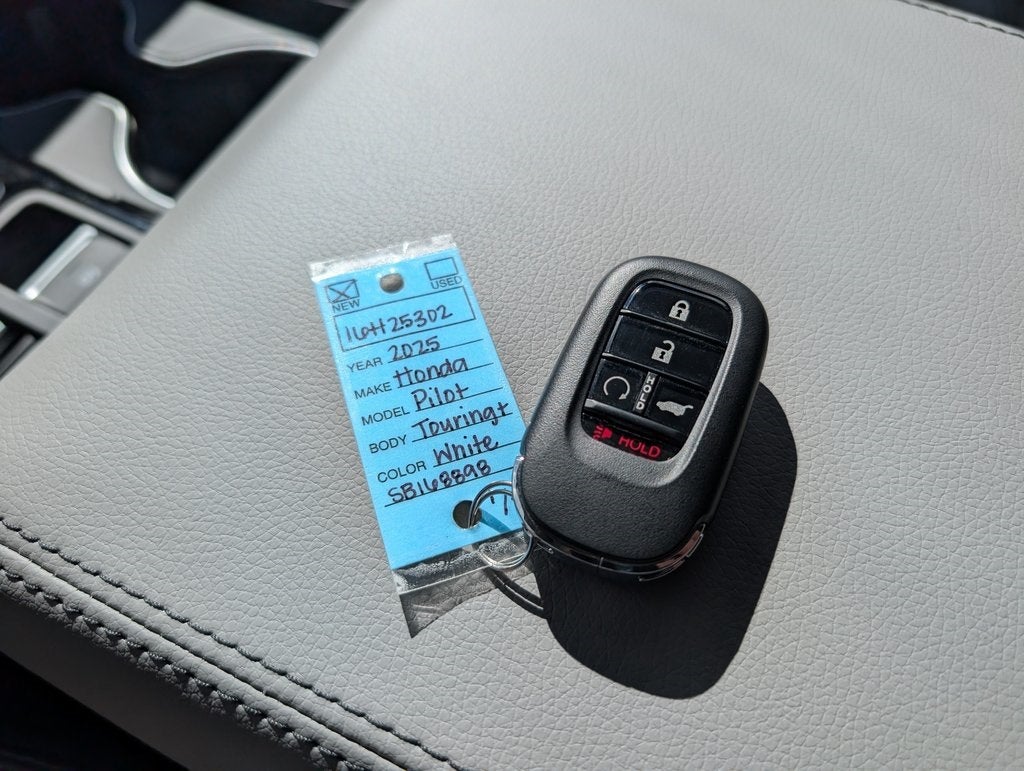 NEW USED
16H25302
YEAR 2025
MAKE Honda
MODEL Pilot
BODY Touring+
COLOR White
SB168898
HOLD
HOLD